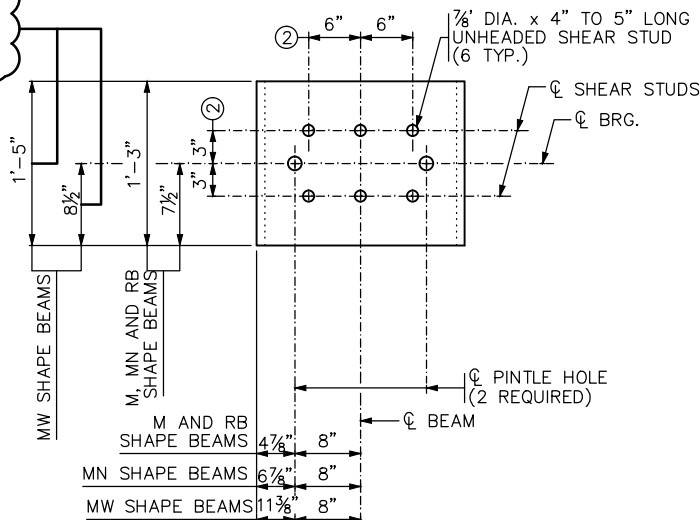 6" 6"
②
7/8' DIA. x 4" TO 5" LONG
UNHEADED SHEAR STUD
(6 TYP.)
℄ SHEAR STUDS
℄ BRG.
②
3"
3"
1'-5"
8½"
1'-3"
7½"
MW SHAPE BEAMS
M, MN AND RB
SHAPE BEAMS
℄ PINTLE HOLE
(2 REQUIRED)
℄ BEAM
M AND RB
SHAPE BEAMS 4⅞" 8"
MN SHAPE BEAMS 6⅞" 8"
MW SHAPE BEAMS 11⅜" 8"